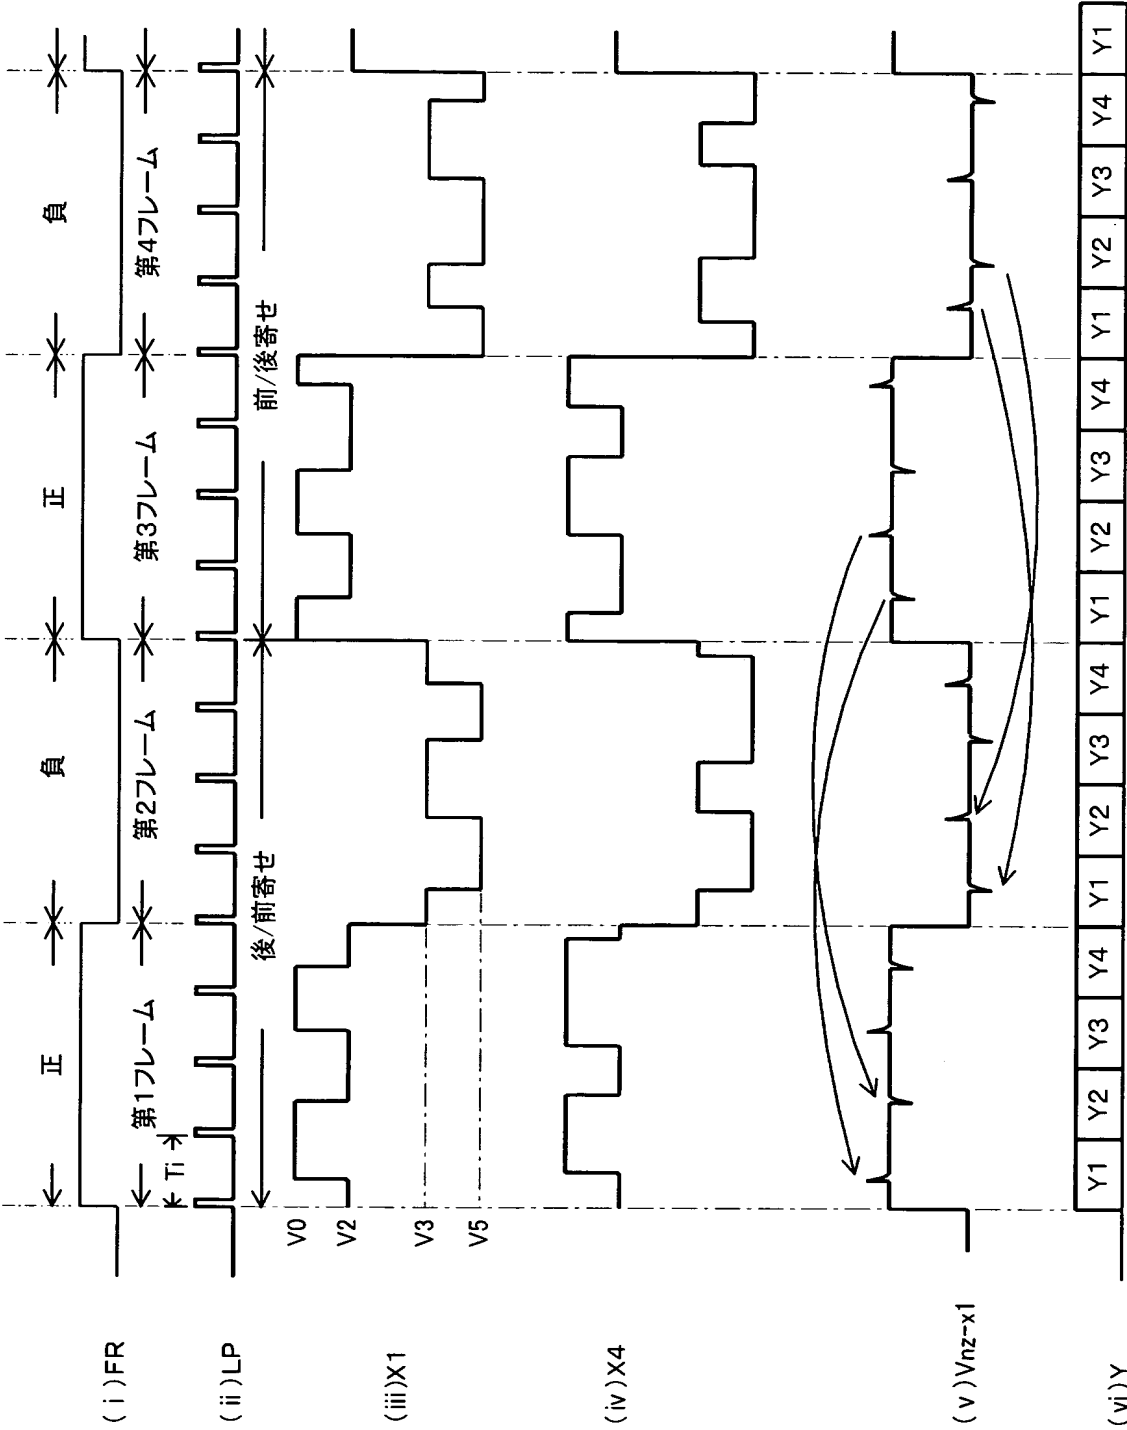 正 負 正 負
(i)FR
第1フレーム 第2フレーム 第3フレーム 第4フレーム
Ti
(ii)LP
後/前寄せ 前/後寄せ
V0
V2
(iii)X1
V3
V5
(iv)X4
(v)Vnz-x1
(vi)Y
Y1 Y2 Y3 Y4 Y1 Y2 Y3 Y4 Y1 Y2 Y3 Y4 Y1 Y2 Y3 Y4 Y1